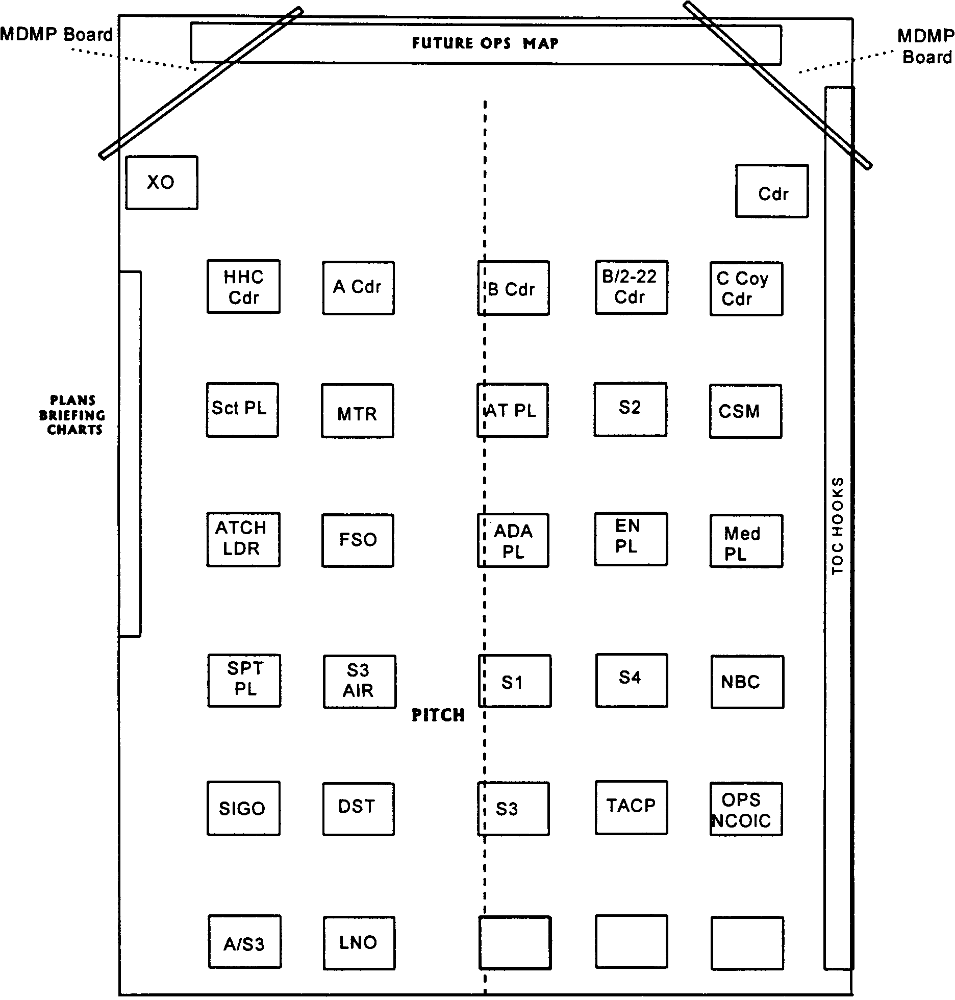 MDMP Board
FUTURE OPS MAP
MDMP
Board
XO
Cdr
HHC
Cdr
A Cdr
B Cdr
B/2-22
Cdr
C Coy
Cdr
PLANS
BRIEFING
CHARTS
Sct PL
MTR
AT PL
S2
CSM
TOC HOOKS
ATCH
LDR
FSO
ADA
PL
EN
PL
Med
PL
SPT
PL
S3
AIR
S1
S4
NBC
PITCH
SIGO
DST
S3
TACP
OPS
NCOIC
A/S3
LNO